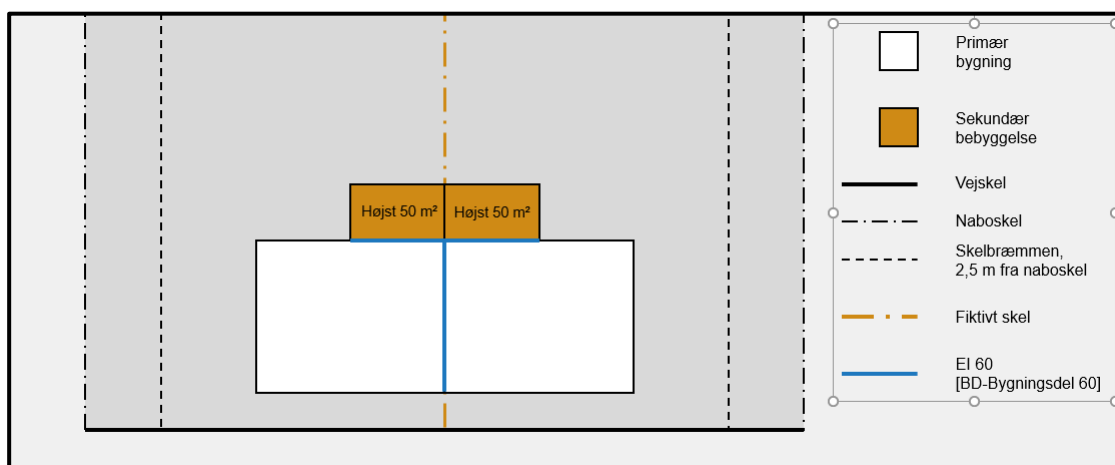 Højst 50 m²
Højst 50 m²
Primær
bygning
Sekundær
bebyggelse
Vejskel
Naboskel
Skelbræmmen,
2,5 m fra naboskel
Fiktivt skel
EI 60
[BD-Bygningsdel 60]